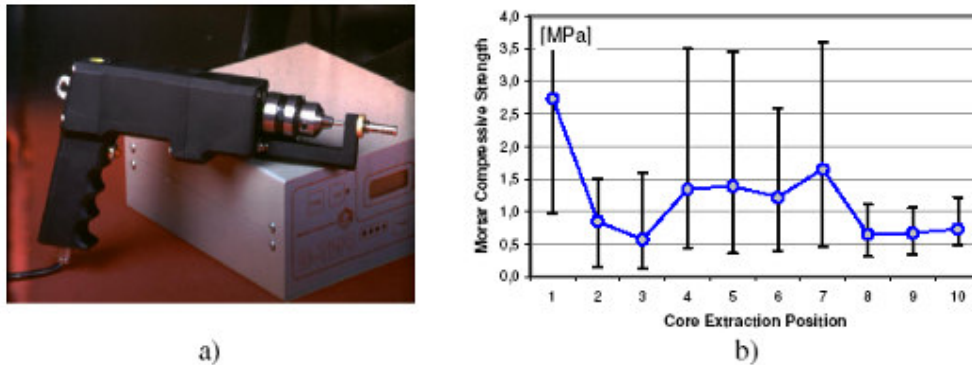 [MPa]
Mortar Compressive Strength
4,0
3,5
3,0
2,5
2,0
1,5
1,0
0,5
0,0
1 2 3 4 5 6 7 8 9 10
Core Extraction Position
a) b)